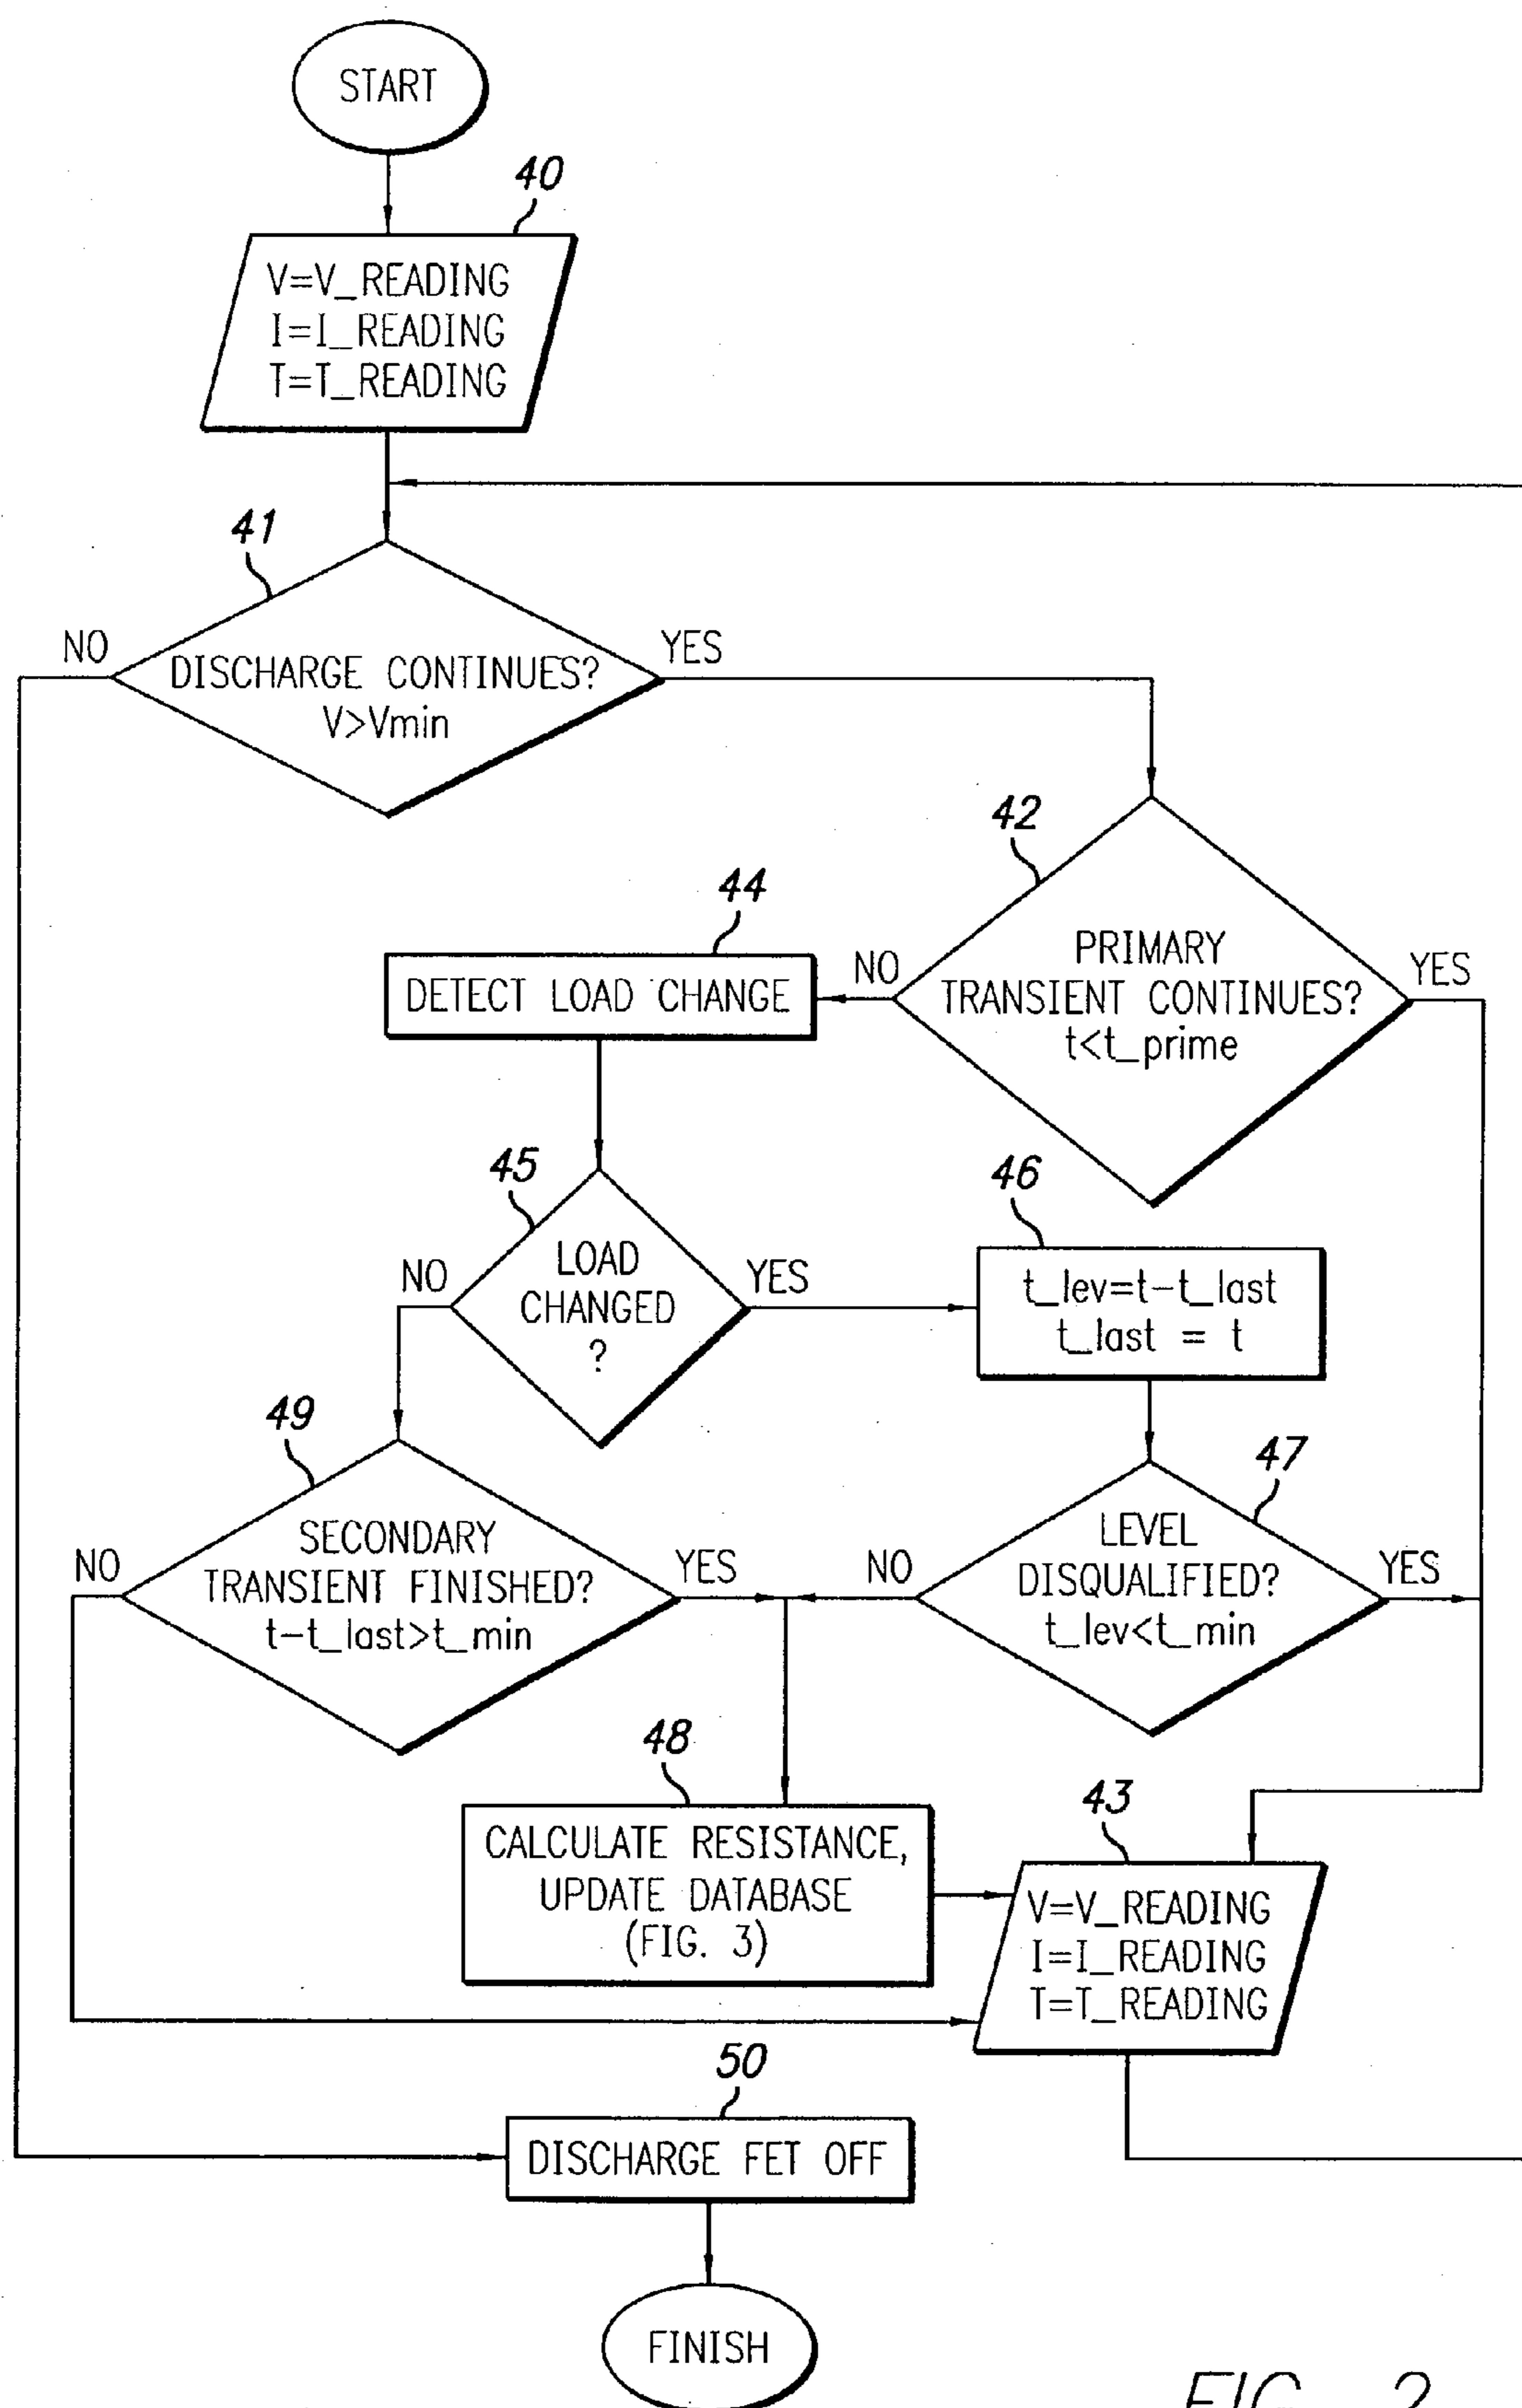 START
40
V=V_READING
I=I_READING
T=T_READING
41
NO
YES
DISCHARGE CONTINUES?
V>Vmin
42
44
PRIMARY
NO
YES
DETECT LOAD CHANGE
TRANSIENT CONTINUES?
t<t_prime
45
46
LOAD
NO
YES
CHANGED
?
t_lev=t-t_last
t_last = t
49
47
SECONDARY
LEVEL
NO
YES
NO
YES
TRANSIENT FINISHED?
DISQUALIFIED?
t-t_last>t_min
t_lev<t_min
48
43
CALCULATE RESISTANCE,
UPDATE DATABASE
(FIG. 3)
V=V_READING
I=I_READING
T=T_READING
50
DISCHARGE FET OFF
FINISH
FIG. 2